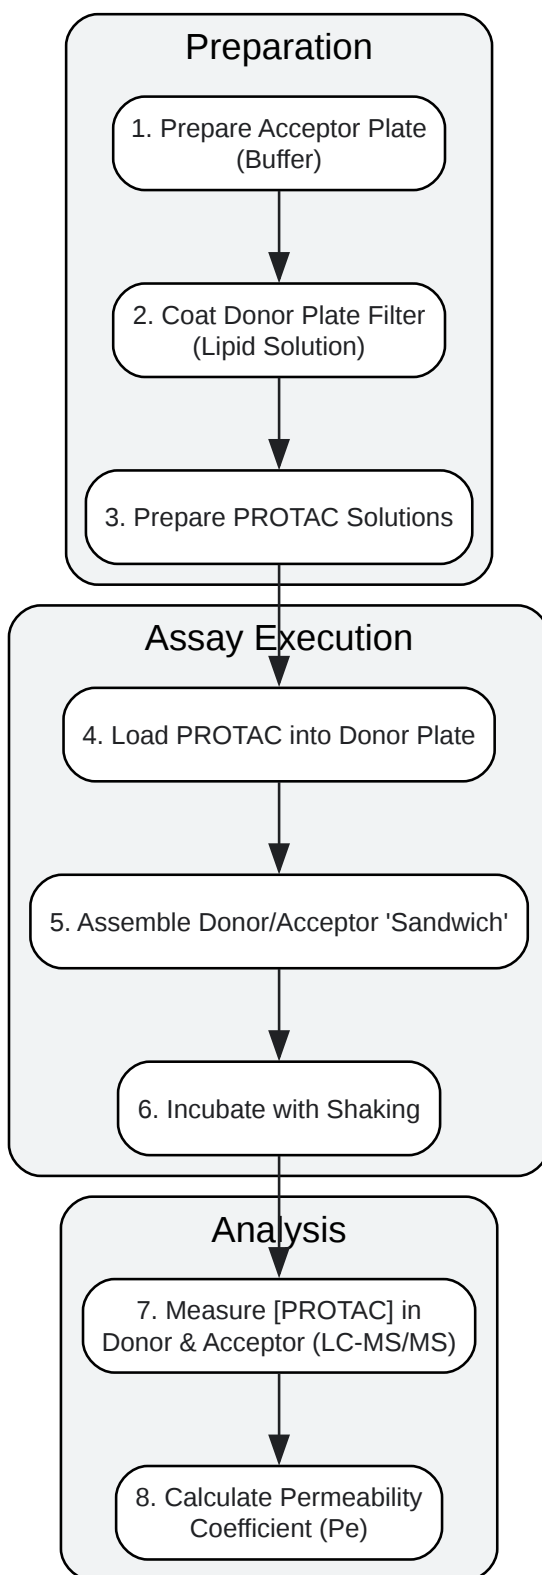 Preparation
1. Prepare Acceptor Plate
(Buffer)
2. Coat Donor Plate Filter
(Lipid Solution)
3. Prepare PROTAC Solutions
Assay Execution
4. Load PROTAC into Donor Plate
5. Assemble Donor/Acceptor 'Sandwich'
6. Incubate with Shaking
Analysis
7. Measure [PROTAC] in
Donor & Acceptor (LC-MS/MS)
8. Calculate Permeability
Coefficient (Pe)